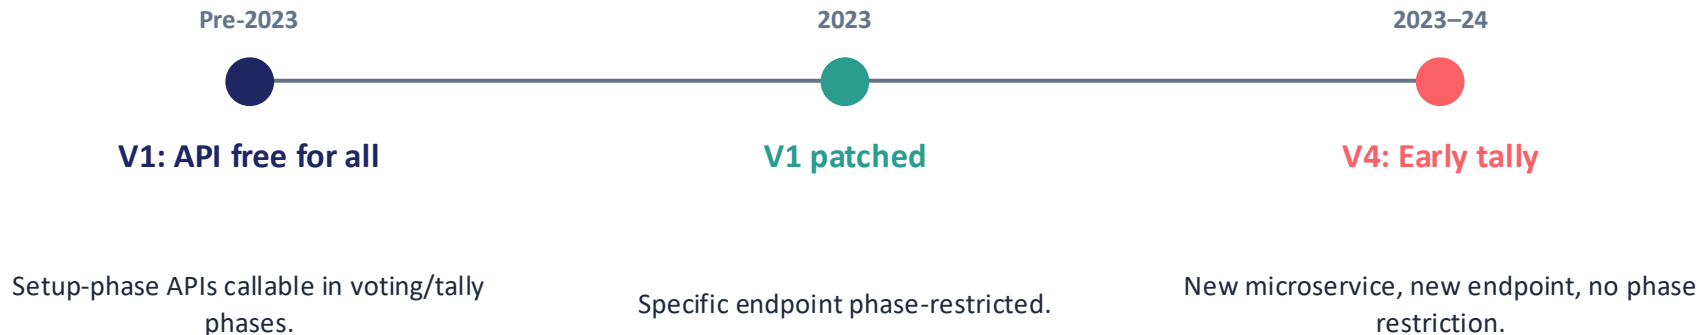 Pre-2023
2023
2023–24
V1: API free for all
V1 patched
V4: Early tally
Setup-phase APIs callable in voting/tally
phases.
Specific endpoint phase-restricted.
New microservice, new endpoint, no phase
restriction.